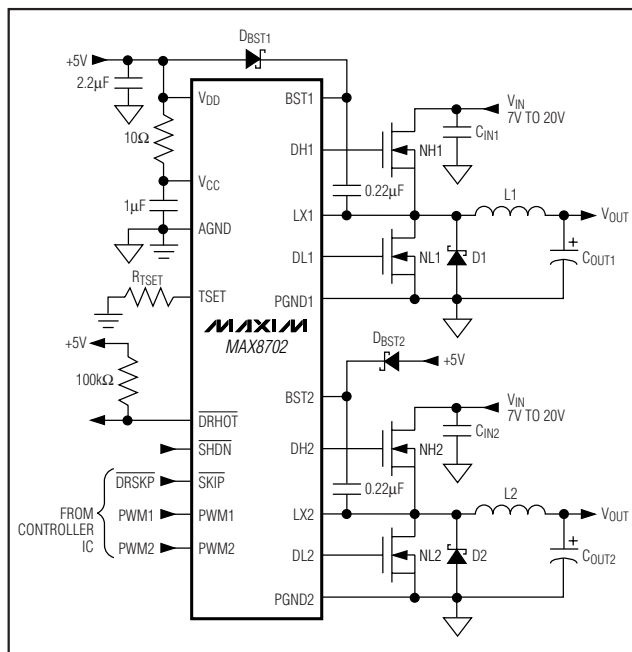 DBST1
+5V
2.2µF
VDD
BST1
VIN
7V TO 20V
CIN1
10Ω
DH1
NH1
VCC
0.22µF
1µF
LX1
L1
VOUT
AGND
DL1
NL1
D1
COUT1
+
RTSET
TSET
PGND1
MAXIM
MAX8702
DBST2
+5V
+5V
100kΩ
BST2
VIN
7V TO 20V
CIN2
DRHOT
DH2
NH2
SHDN
0.22µF
DRSKP
SKIP
L2
FROM
CONTROLLER
IC
PWM1
PWM1
LX2
VOUT
PWM2
PWM2
DL2
NL2
D2
COUT2
+
PGND2